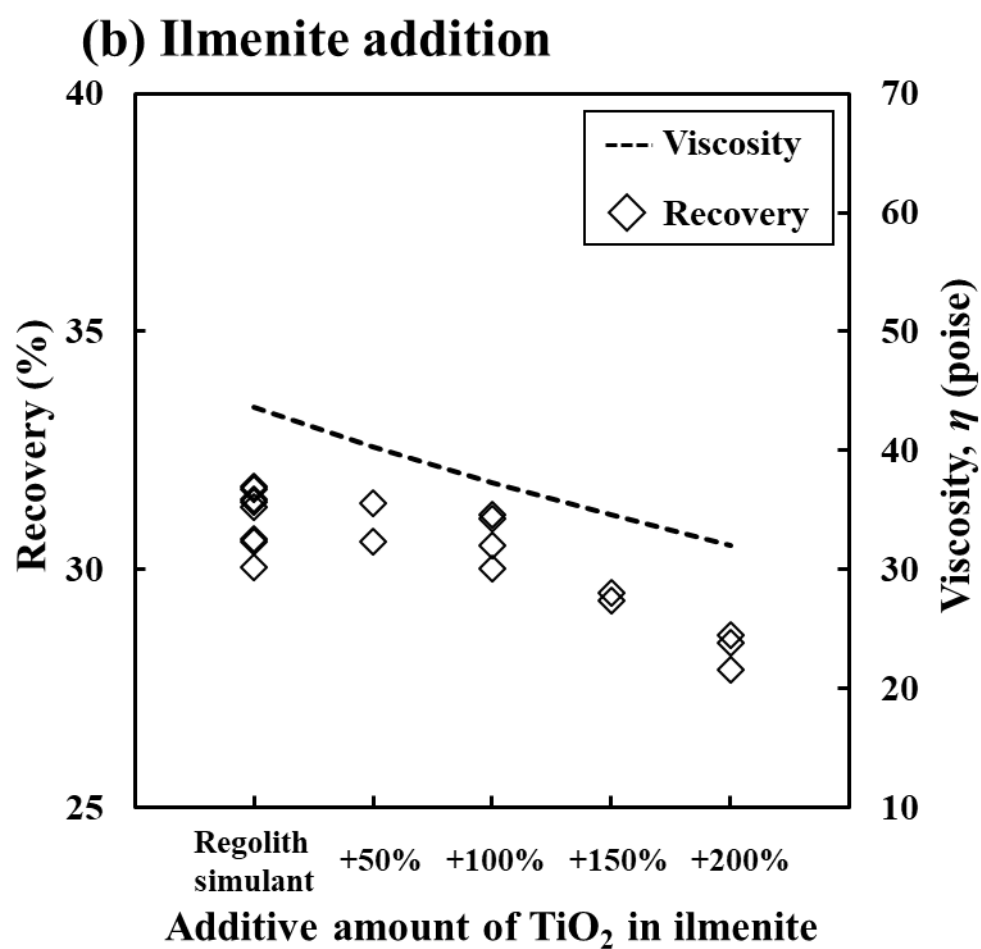 (b) Ilmenite addition
40
35
30
25
Recovery (%)
Viscosity
Recovery
70
60
50
40
30
20
10
Viscosity, η (poise)
Regolith
simulant
+50%
+100%
+150%
+200%
Additive amount of TiO₂ in ilmenite